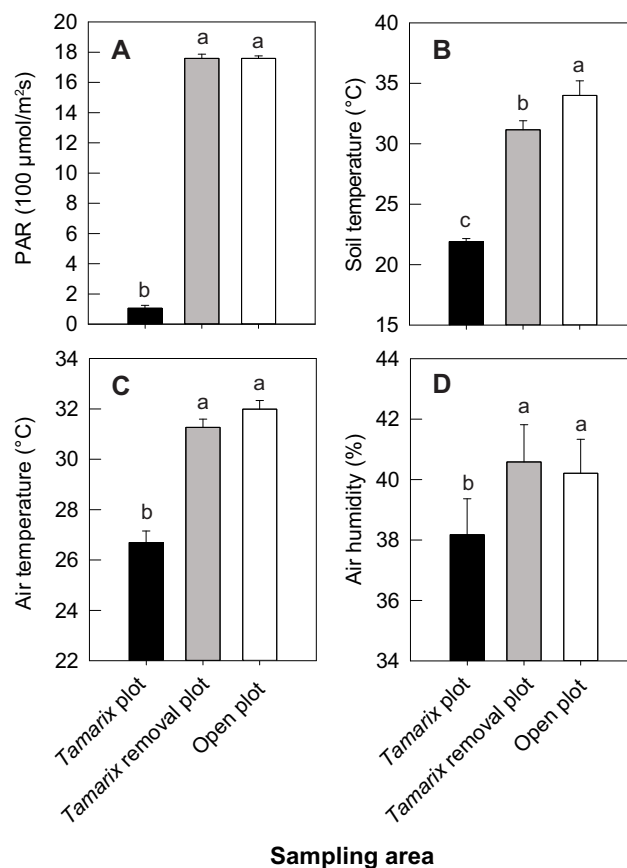 A
a
a
b
18
16
14
12
10
8
6
4
2
0
PAR (100 µmol/m²s)
B
a
b
c
40
35
30
25
20
15
Soil temperature (°C)
C
a
a
b
34
32
31
28
26
24
22
Air temperature (°C)
D
a
a
b
44
42
40
38
36
34
Air humidity (%)
Tamarix plot
Tamarix removal plot
Open plot
Tamarix plot
Tamarix removal plot
Open plot
Sampling area